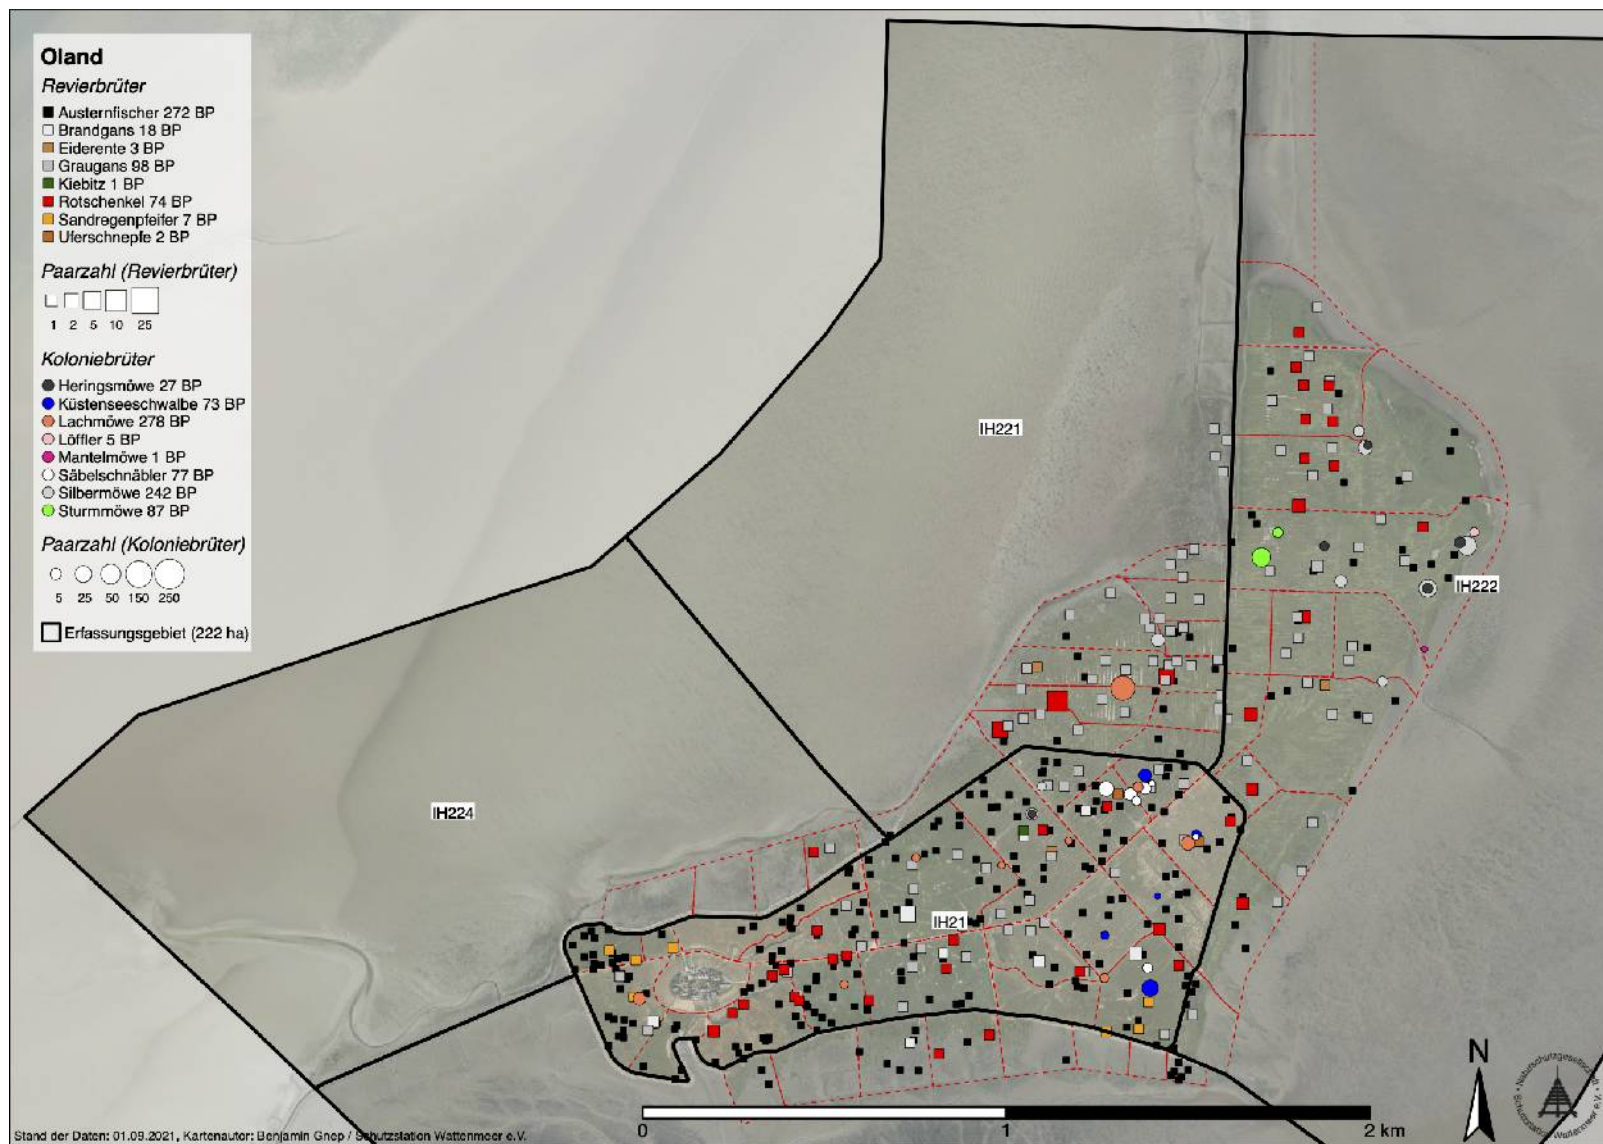 Oland
Revierbrüter
Austernfischer 272 BP
Brandgans 18 BP
Eiderente 3 BP
Graugans 98 BP
Kiebitz 1 BP
Rotschenkel 74 BP
Sandregenpfeifer 7 BP
Uferschnepfe 2 BP
Paarzahl (Revierbrüter)
1 2 5 10 25
Koloniebrüter
Heringsmöwe 27 BP
Küstenseeschwalbe 73 BP
Lachmöwe 278 BP
Löffler 5 BP
Mantelmöwe 1 BP
Säbelschnäbler 77 BP
Silbermöwe 242 BP
Sturmmöwe 87 BP
Paarzahl (Koloniebrüter)
5 25 50 150 250
Erfassungsgebiet (222 ha)
IH221
IH222
IH224
IH21
N
Naturschutzgesellschaft
Schutzstation Wattenmeer e.V.
0 1 2 km
Stand der Daten: 01.09.2021, Kartenautor: Benjamin Gnep / Schutzstation Wattenmeer e.V.